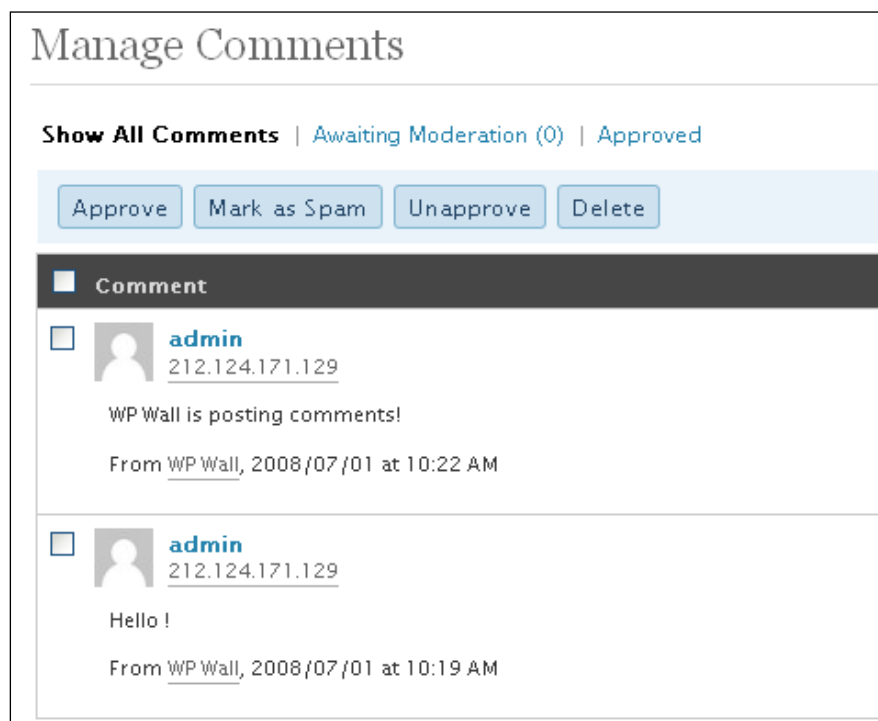 Manage Comments
Show All Comments | Awaiting Moderation (0) | Approved
Approve Mark as Spam Unapprove Delete
Comment
admin
212.124.171.129
WP Wall is posting comments!
From WP Wall, 2008/07/01 at 10:22 AM
admin
212.124.171.129
Hello !
From WP Wall, 2008/07/01 at 10:19 AM